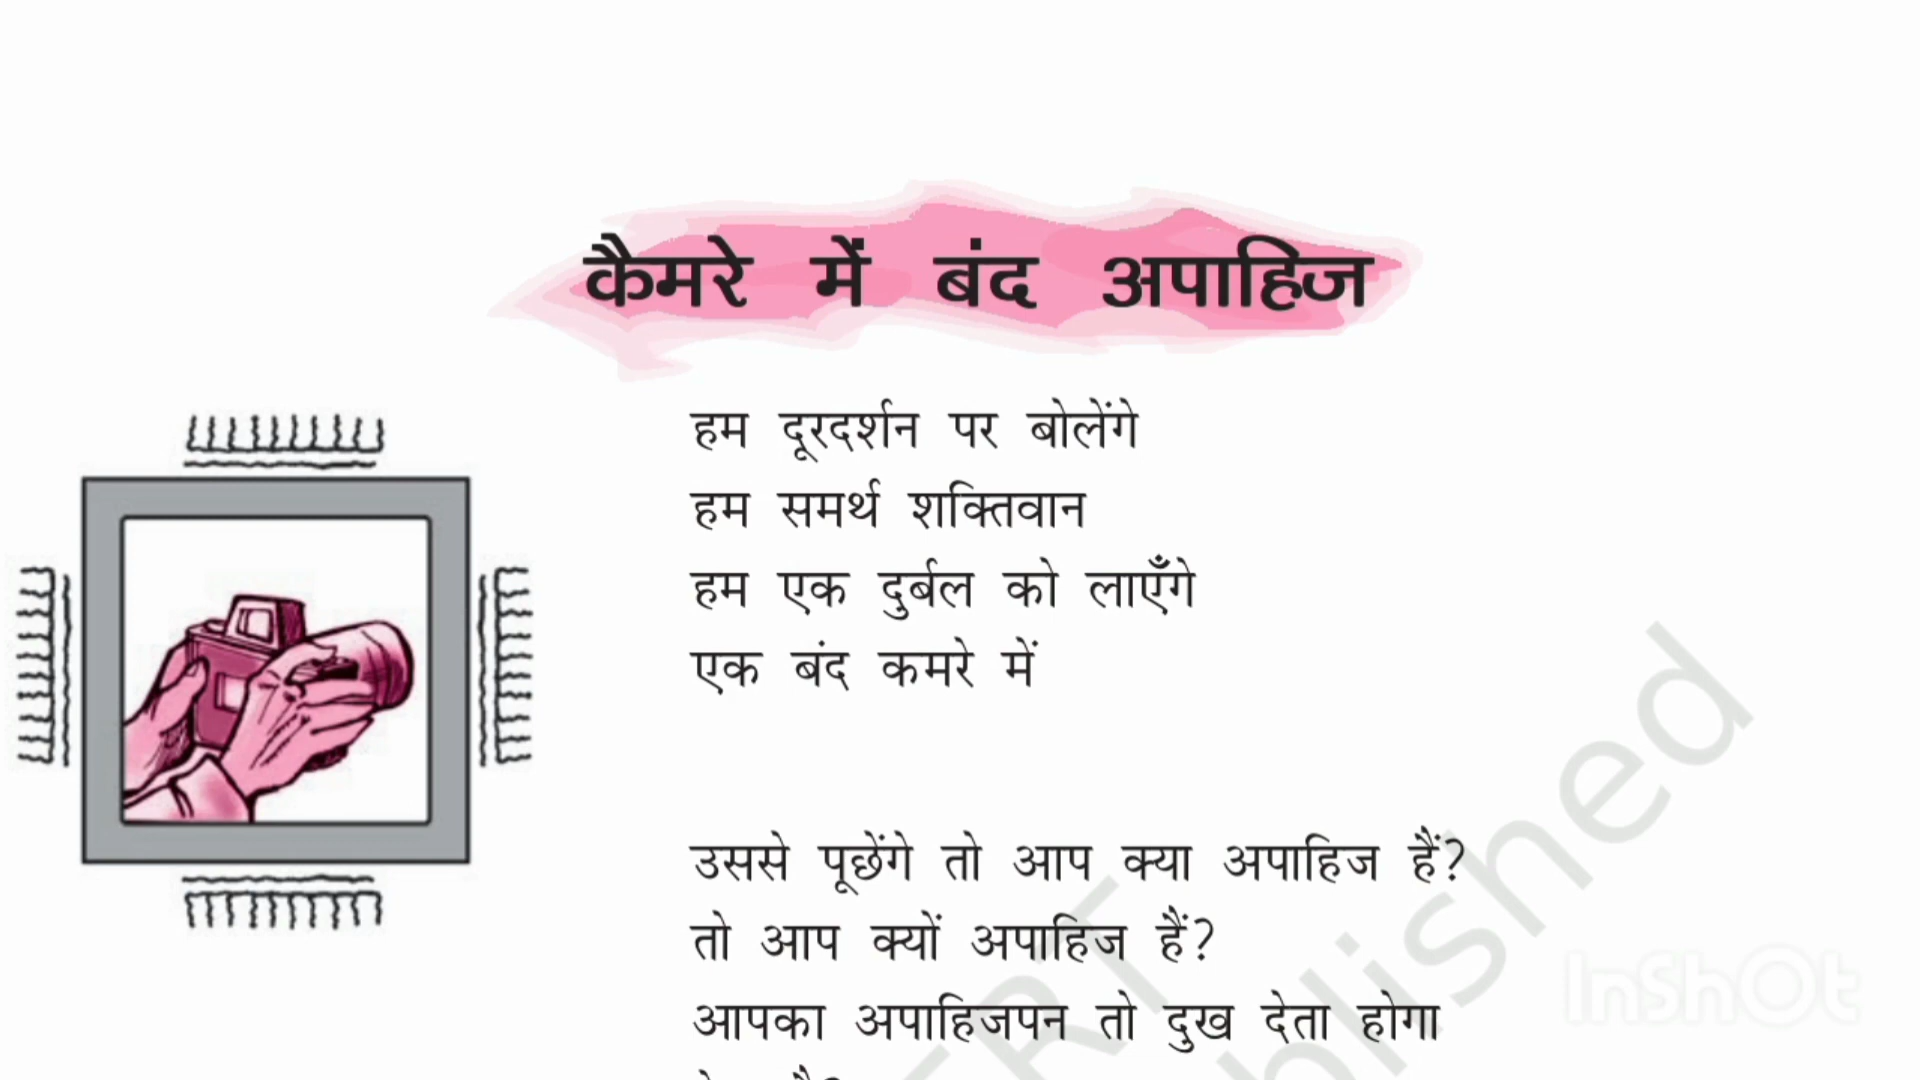 कैमरे में बंद अपाहिज
हम दूरदर्शन पर बोलेंगे
हम समर्थ शक्तिवान
हम एक दुर्बल को लाएँगे
एक बंद कमरे में
उससे पूछेंगे तो आप क्या अपाहिज हैं?
तो आप क्यों अपाहिज हैं?
आपका अपाहिजपन तो दुख देता होगा
InShOt